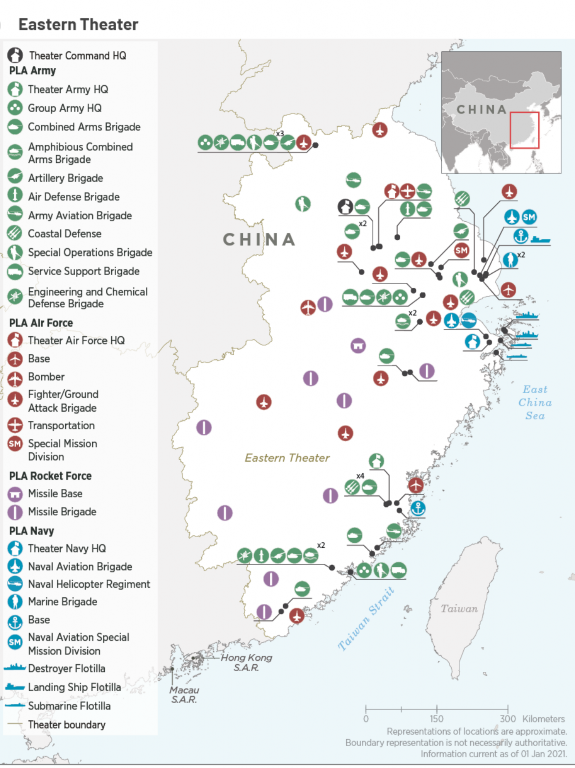 Eastern Theater
Theater Command HQ
PLA Army
Theater Army HQ
Group Army HQ
Combined Arms Brigade
Amphibious Combined
Arms Brigade
Artillery Brigade
Air Defense Brigade
Army Aviation Brigade
Coastal Defense
Special Operations Brigade
Service Support Brigade
Engineering and Chemical
Defense Brigade
PLA Air Force
Theater Air Force HQ
Base
Bomber
Fighter/Ground
Attack Brigade
Transportation
SM Special Mission
Division
PLA Rocket Force
Missile Base
Missile Brigade
PLA Navy
Theater Navy HQ
Naval Aviation Brigade
Naval Helicopter Regiment
Marine Brigade
Base
SM Naval Aviation Special
Mission Division
Destroyer Flotilla
Landing Ship Flotilla
Submarine Flotilla
Theater boundary
CHINA
x3
CHINA
x2
SM
SM
x2
x2
East
China
Sea
Eastern Theater
x4
x2
Taiwan Strait
Taiwan
Hong Kong
S.A.R.
Macau
S.A.R.
0 150 300 Kilometers
Representations of locations are approximate.
Boundary representation is not necessarily authoritative.
Information current as of 01 Jan 2021.